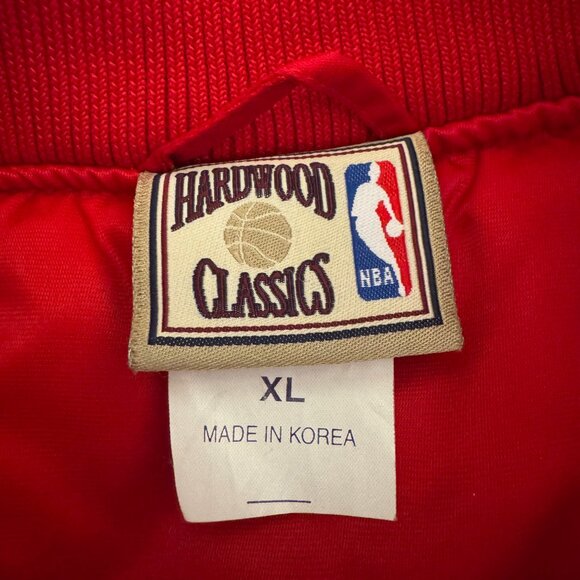 HARDWOOD
CLASSICS
NBA
XL
MADE IN KOREA